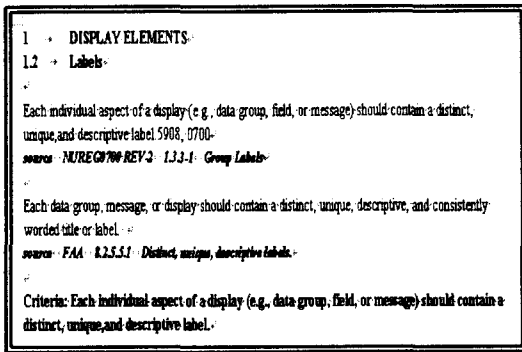 1 → DISPLAY ELEMENTS
1.2 → Labels
Each individual aspect of a display (e g , data group, field, or message) should contain a distinct,
unique,and descriptive label 5908, 0700
source NUREG0700 REV-2 1.3.3-1 Group Labels
Each data group, message, or display should contain a distinct, unique, descriptive, and consistently
worded title or label.
source FAA 8.2.5.5.1 Distinct, unique, descriptive labels.
Criteria: Each individual aspect of a display (e.g., data group, field, or message) should contain a
distinct, unique,and descriptive label.